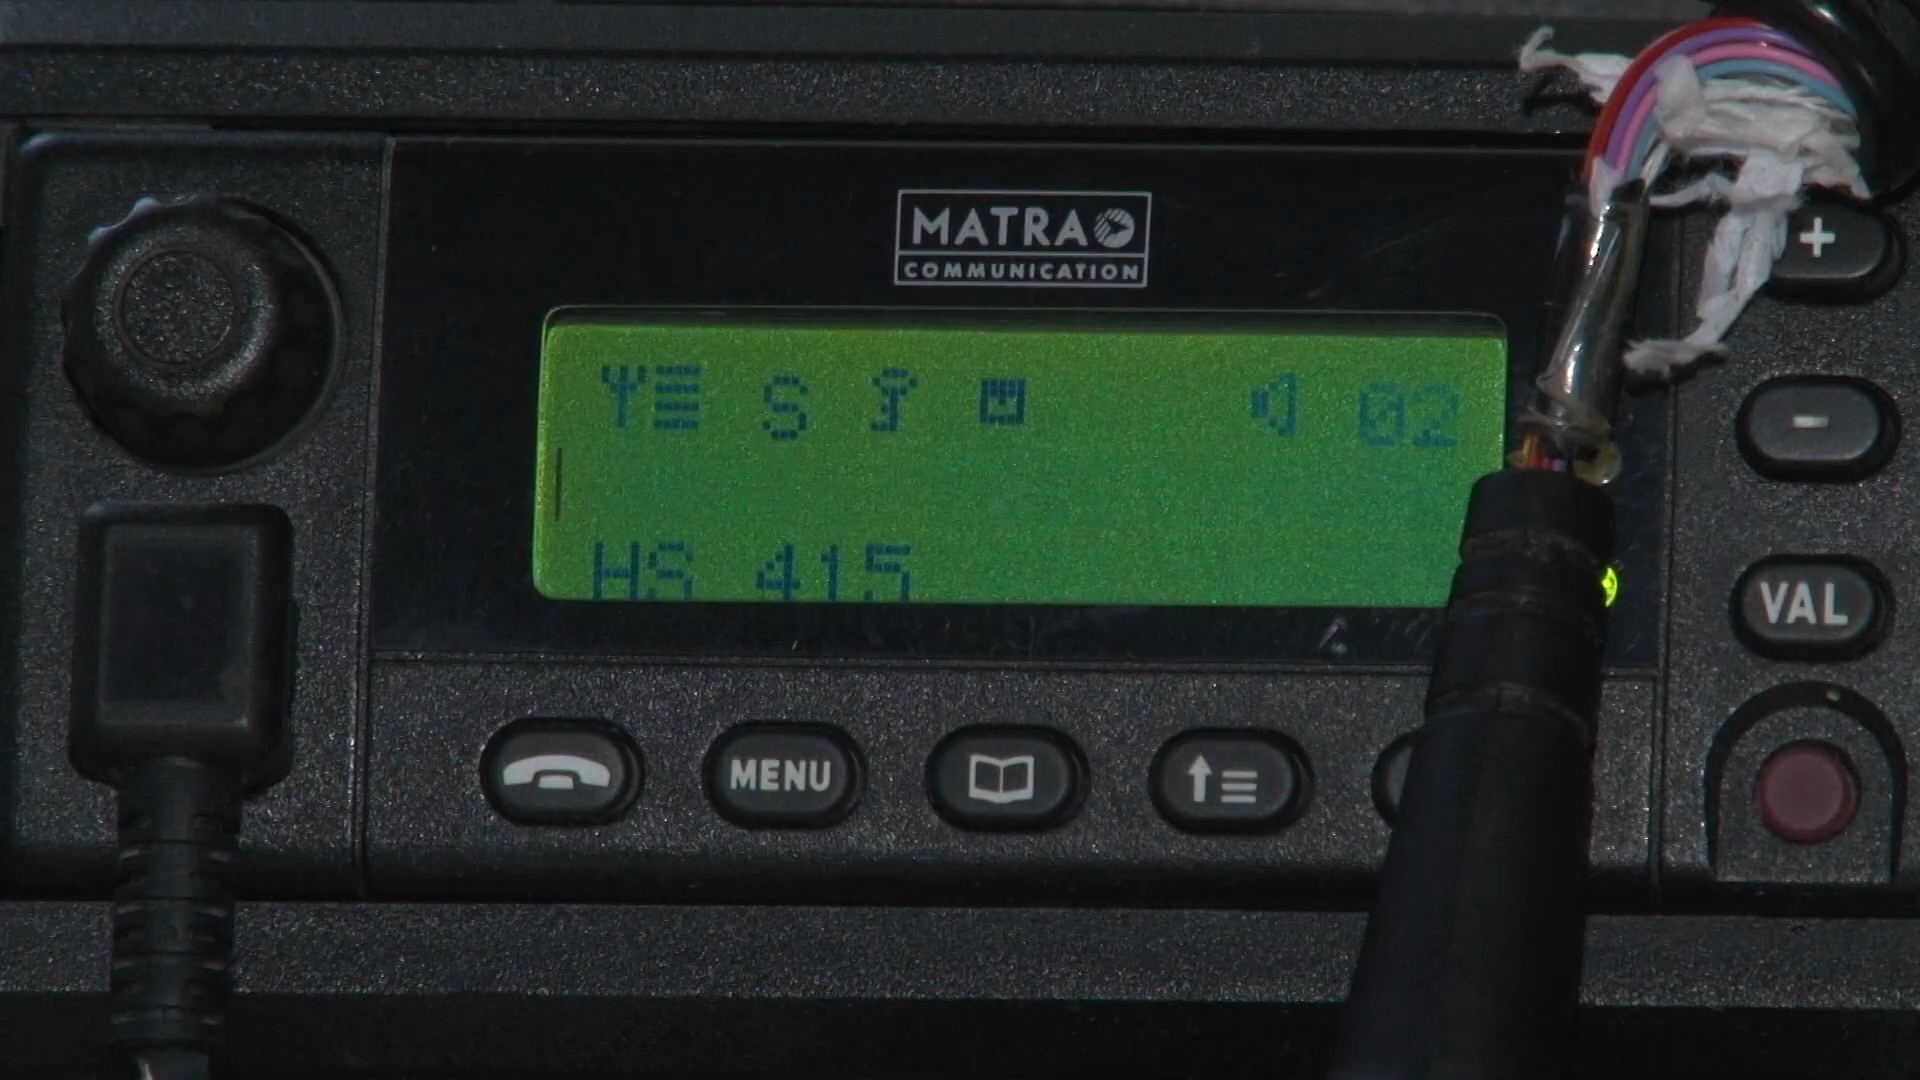 MATRA
COMMUNICATION
S 02
HS 415
+
-
VAL
MENU